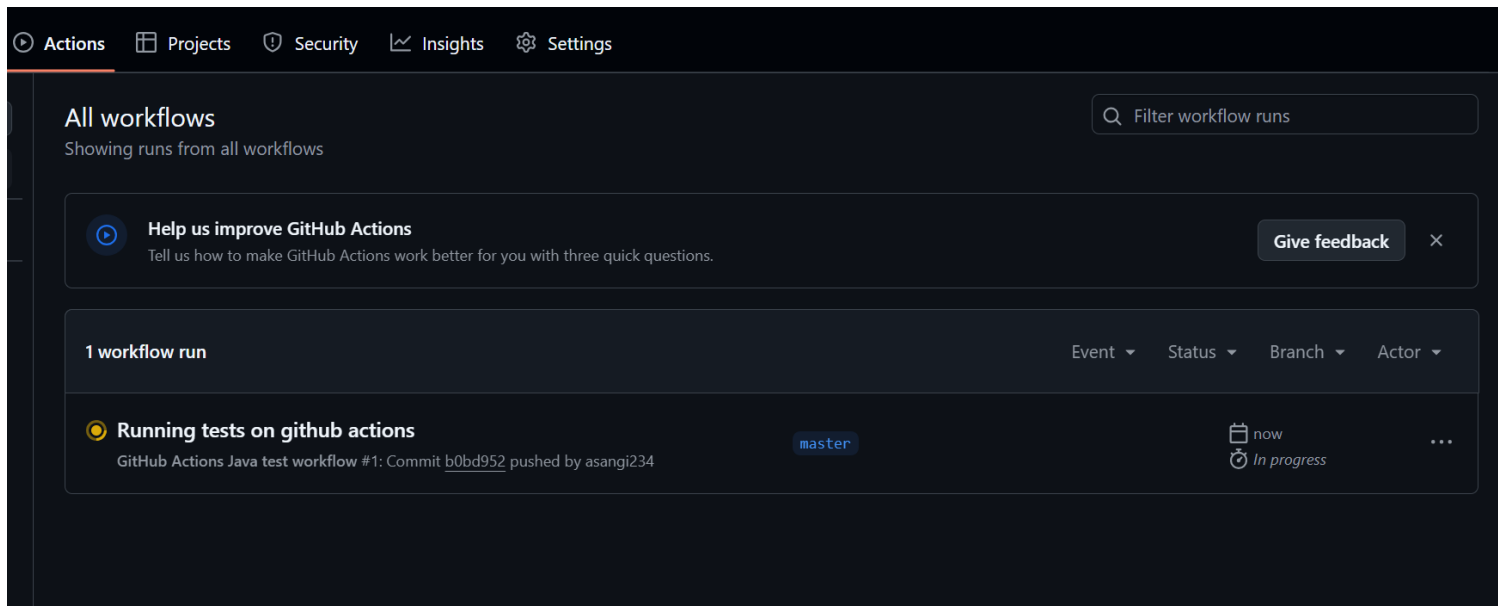 Actions Projects Security Insights Settings
All workflows
Filter workflow runs
Showing runs from all workflows
Help us improve GitHub Actions
Tell us how to make GitHub Actions work better for you with three quick questions.
Give feedback
1 workflow run
Event Status Branch Actor
Running tests on github actions
GitHub Actions Java test workflow #1: Commit b0bd952 pushed by asangi234
master
now
In progress